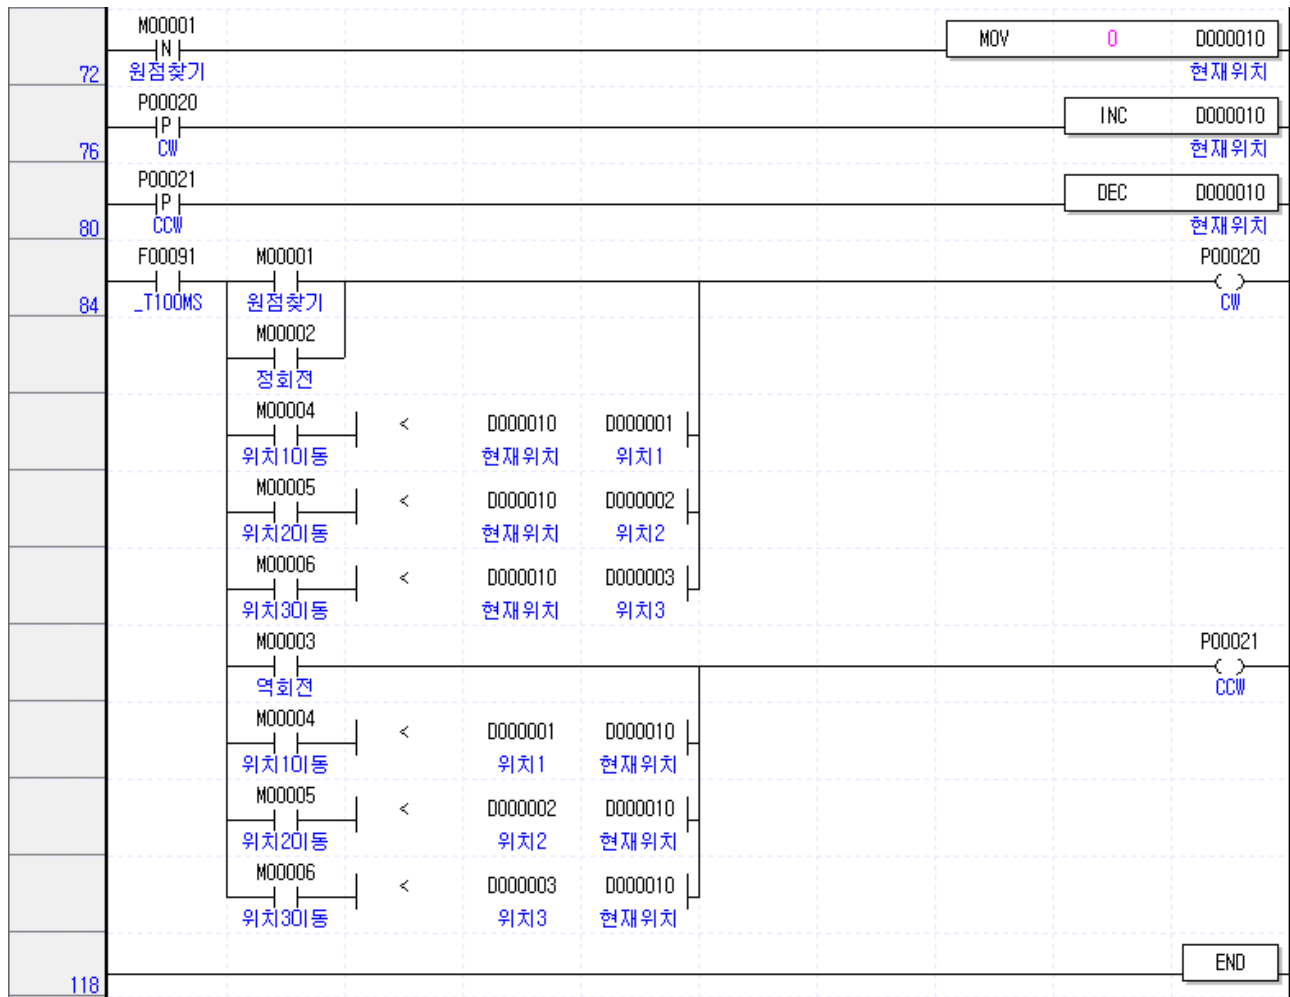 M00001
N MOV 0 D000010
72 원점찾기 현재위치
P00020
P INC D000010
76 CW 현재위치
P00021
P DEC D000010
80 CCW 현재위치
F00091 M00001 P00020
84 _T100MS 원점찾기 CW
M00002
정회전
M00004 < D000010 D000001
위치1이동 현재위치 위치1
M00005 < D000010 D000002
위치2이동 현재위치 위치2
M00006 < D000010 D000003
위치3이동 현재위치 위치3
M00003 P00021
역회전 CCW
M00004 < D000001 D000010
위치1이동 위치1 현재위치
M00005 < D000002 D000010
위치2이동 위치2 현재위치
M00006 < D000003 D000010
위치3이동 위치3 현재위치
END
118